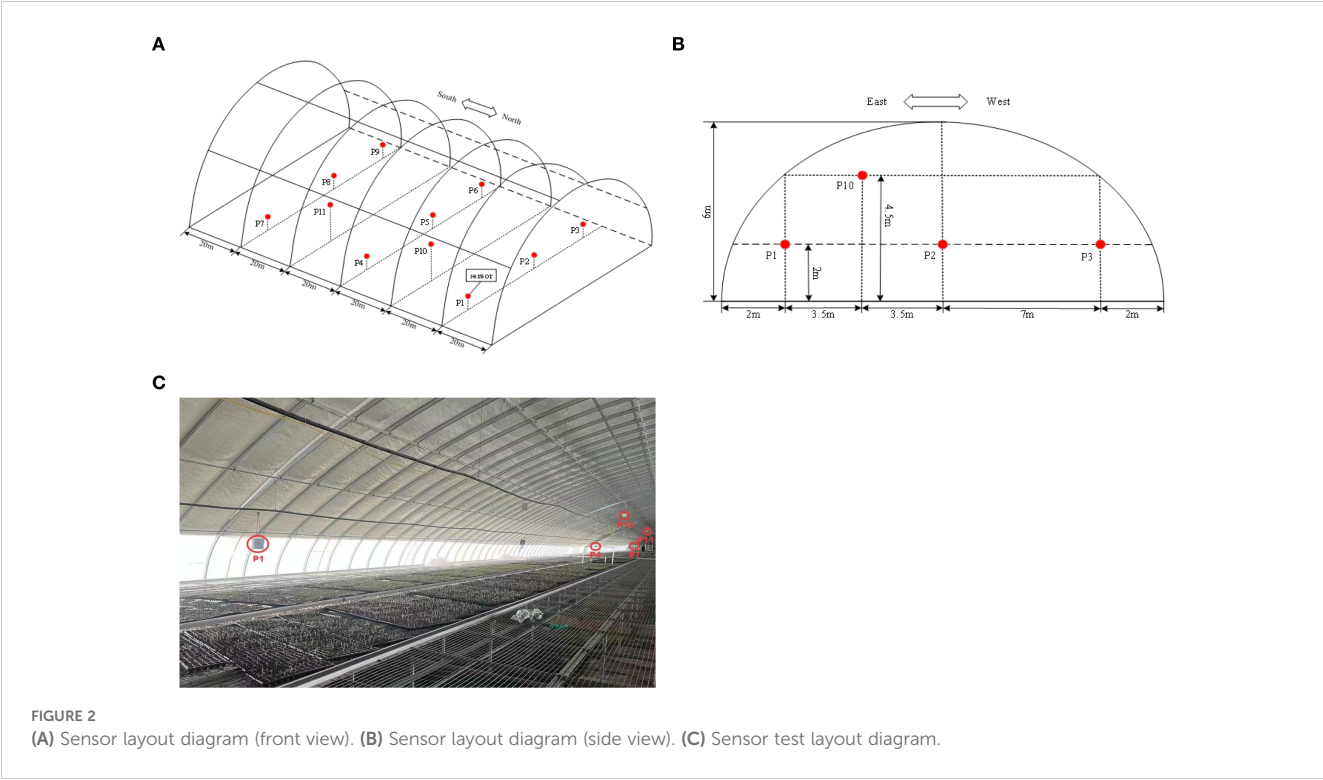 A
South
North
P9
P8
P6
P11
P7
P5
P3
P4
P10
P2
sensor
P1
20m
20m
20m
20m
20m
20m
B
East
West
P10
6m
4.5m
P1
P2
P3
2m
2m
3.5m
3.5m
7m
2m
C
P1
FIGURE 2
(A) Sensor layout diagram (front view). (B) Sensor layout diagram (side view). (C) Sensor test layout diagram.